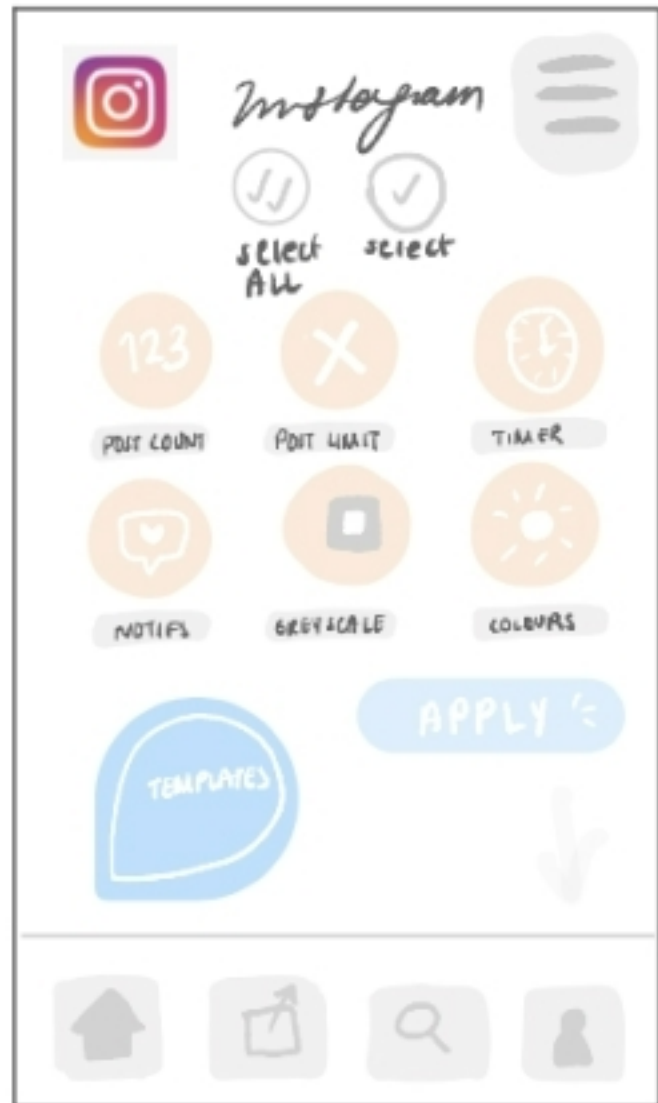 Instagram
select
ALL
select
123
POST COUNT
POST LIMIT
TIMER
NOTIFS
GREYSCALE
COLOURS
APPLY
TEMPLATES